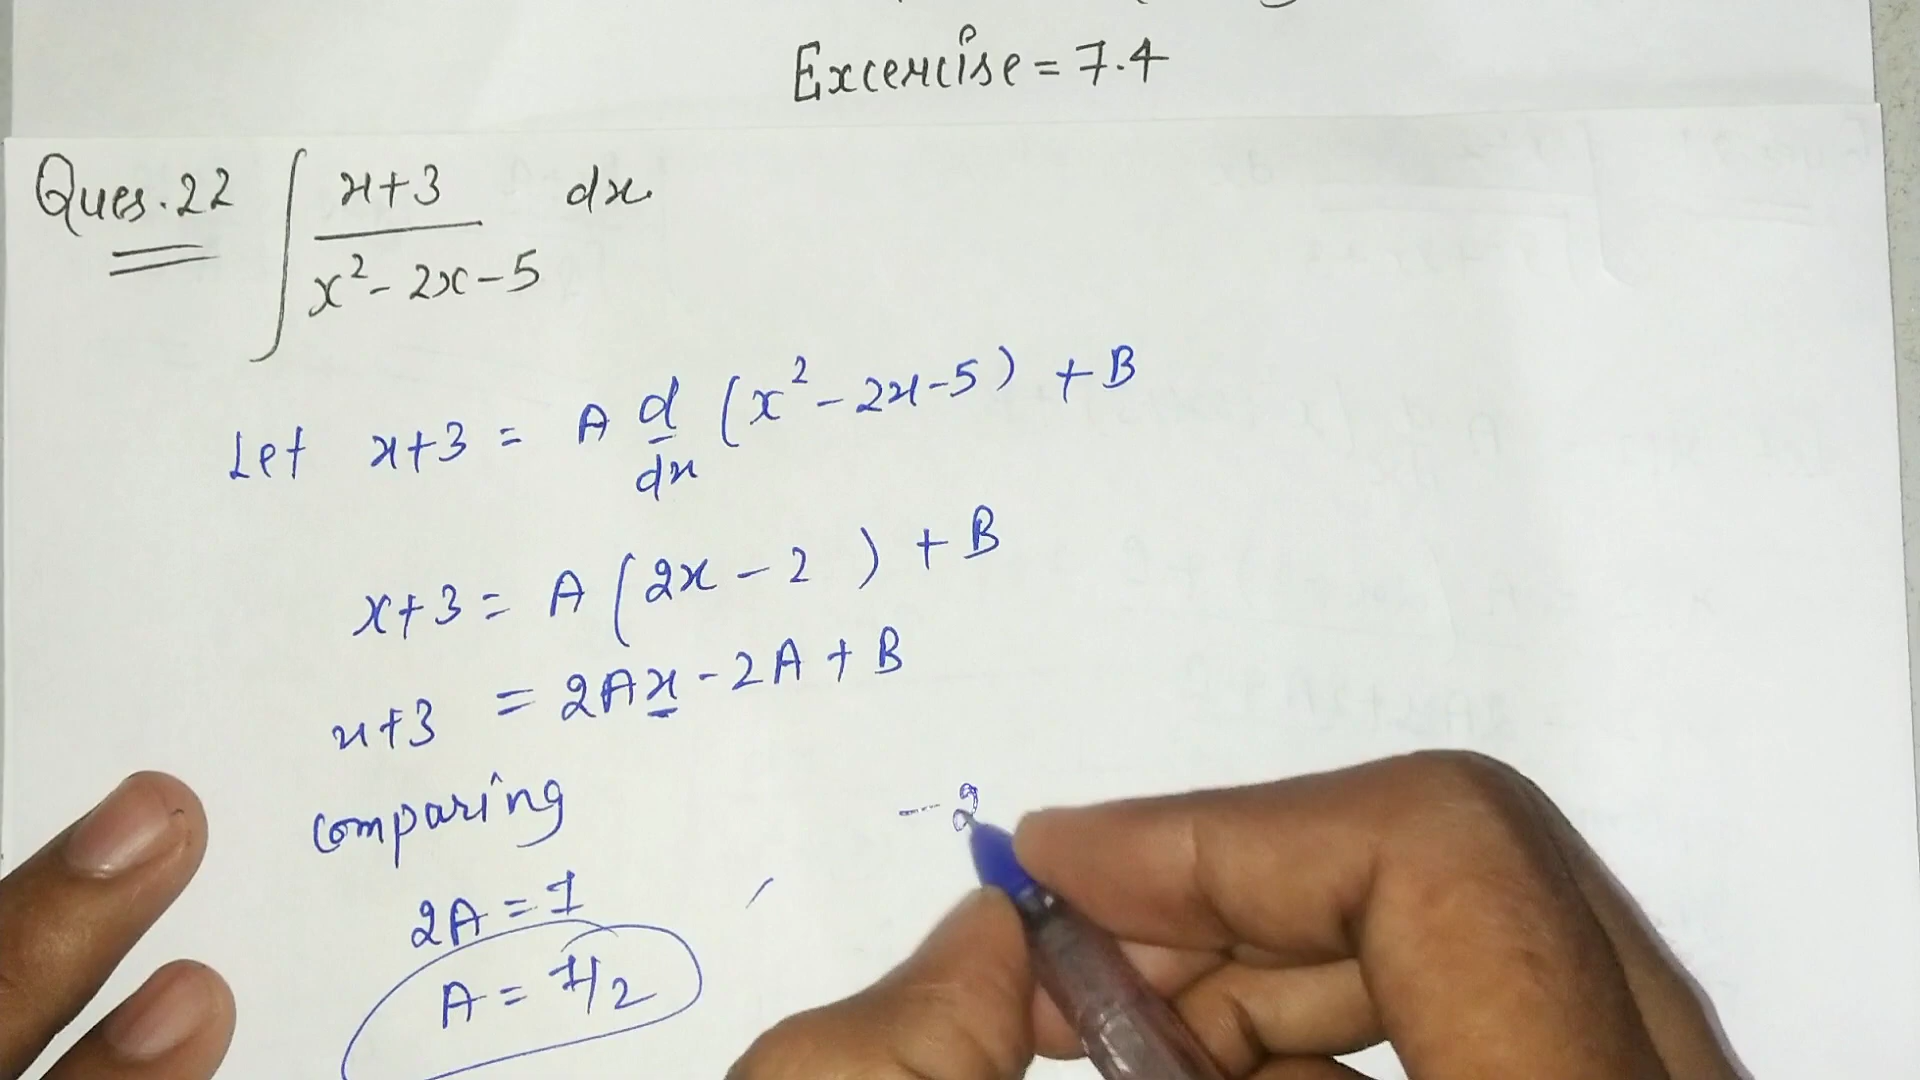 Excercise = 7.4
Ques. 22 ∫ x+3 / x² - 2x - 5 dx
Let x+3 = A d/dx (x² - 2x - 5) + B
x+3 = A (2x - 2) + B
x+3 = 2Ax - 2A + B
comparing
2A = 1 , -2
A = 1/2